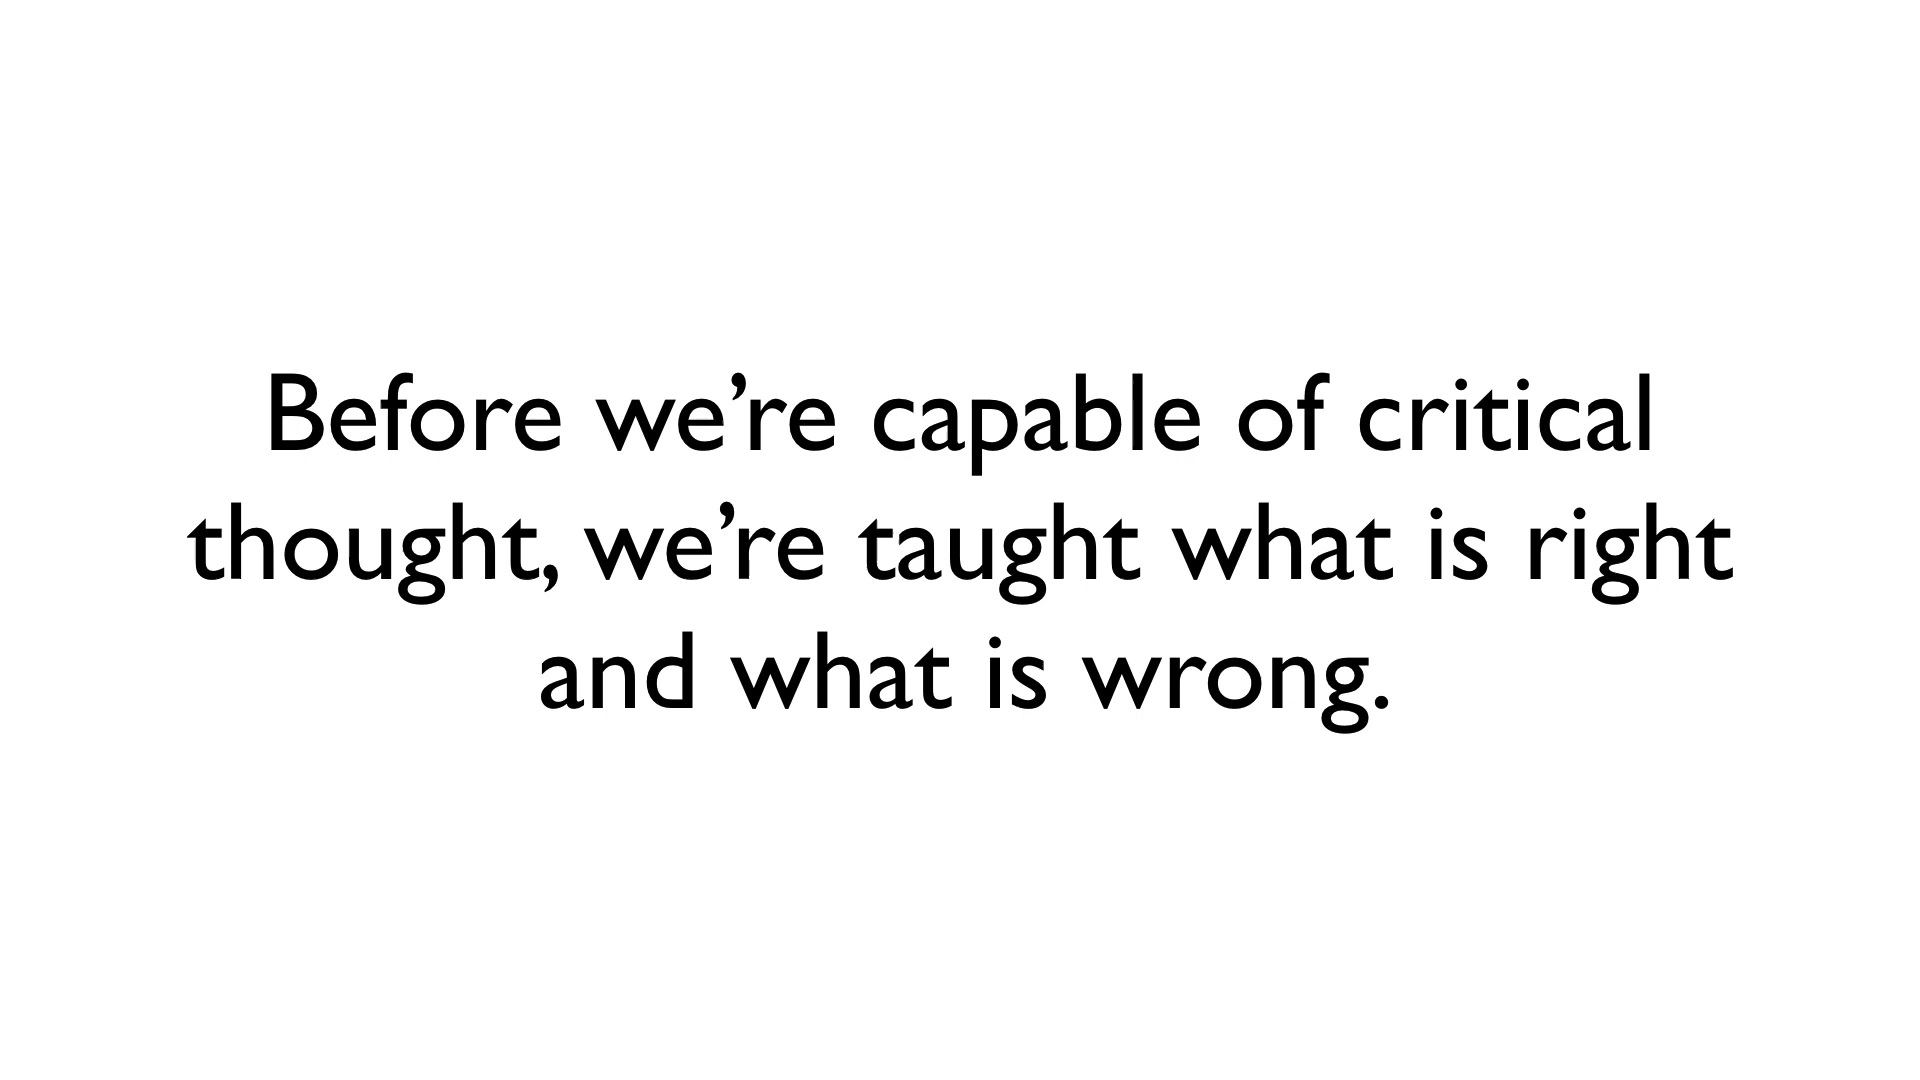 Before we’re capable of critical
thought, we’re taught what is right
and what is wrong.